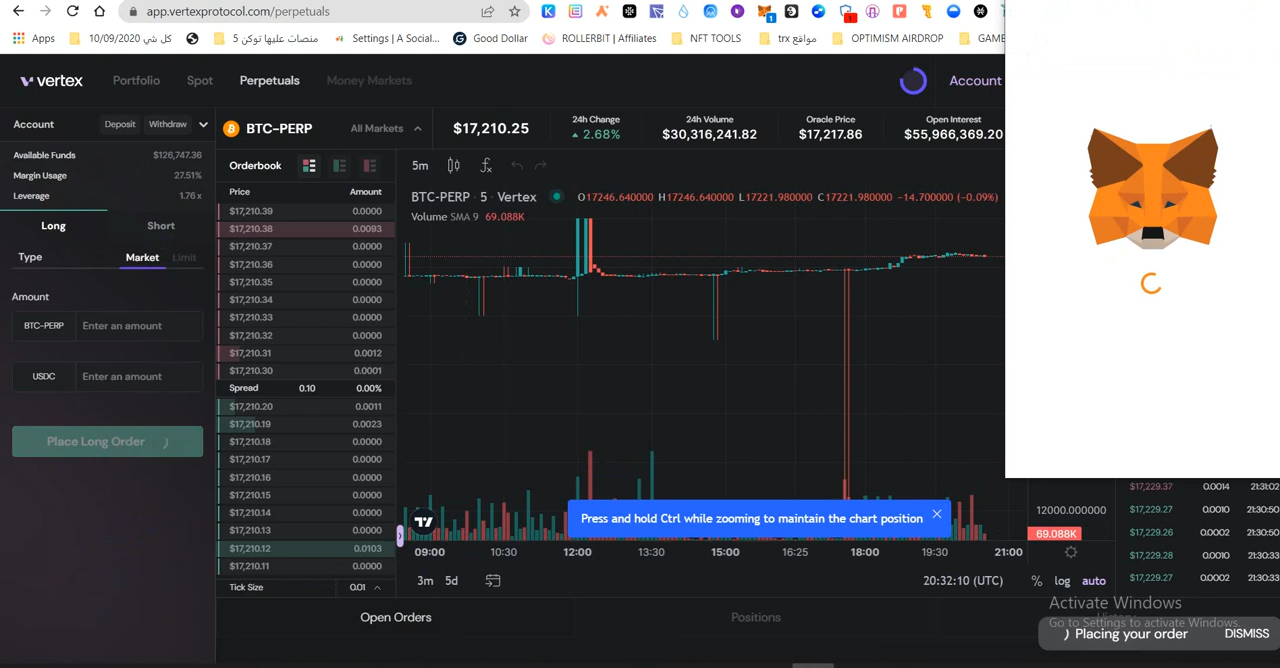 app.vertexprotocol.com/perpetuals
1
1
Apps
كل شي 10/09/2020
منصات عليها توكن 5
Settings | A Social...
Good Dollar
ROLLERBIT | Affiliates
NFT TOOLS
مواقع trx
OPTIMISM AIRDROP
GAME
vertex
Portfolio
Spot
Perpetuals
Money Markets
Account
Account
Deposit
Withdraw
Available Funds $126,747.36
Margin Usage 27.51%
Leverage 1.76 x
Long
Short
Type
Market
Limit
Amount
BTC-PERP
Enter an amount
USDC
Enter an amount
Place Long Order
BTC-PERP
All Markets
$17,210.25
24h Change
2.68%
24h Volume
$30,316,241.82
Oracle Price
$17,217.86
Open Interest
$55,966,369.20
Orderbook
Price Amount
$17,210.39 0.0000
$17,210.38 0.0093
$17,210.37 0.0000
$17,210.36 0.0000
$17,210.35 0.0000
$17,210.34 0.0000
$17,210.33 0.0000
$17,210.32 0.0000
$17,210.31 0.0012
$17,210.30 0.0001
Spread 0.10 0.00%
$17,210.20 0.0011
$17,210.19 0.0023
$17,210.18 0.0000
$17,210.17 0.0000
$17,210.16 0.0000
$17,210.15 0.0000
$17,210.14 0.0000
$17,210.13 0.0000
$17,210.12 0.0103
$17,210.11 0.0000
Tick Size 0.01
5m
BTC-PERP · 5 · Vertex O17246.640000 H17246.640000 L17221.980000 C17221.980000 -14.700000 (-0.09%)
Volume SMA 9 69.088K
Press and hold Ctrl while zooming to maintain the chart position
12000.000000
69.088K
09:00 10:30 12:00 13:30 15:00 16:25 18:00 19:30 21:00
3m 5d
20:32:10 (UTC)
% log auto
$17,229.37 0.0014 21:31:02
$17,229.27 0.0010 21:30:50
$17,229.26 0.0002 21:30:50
$17,229.28 0.0010 21:30:33
$17,229.27 0.0002 21:30:33
Open Orders
Positions
History
Activate Windows
Go to Settings to activate Windows.
Placing your order
DISMISS